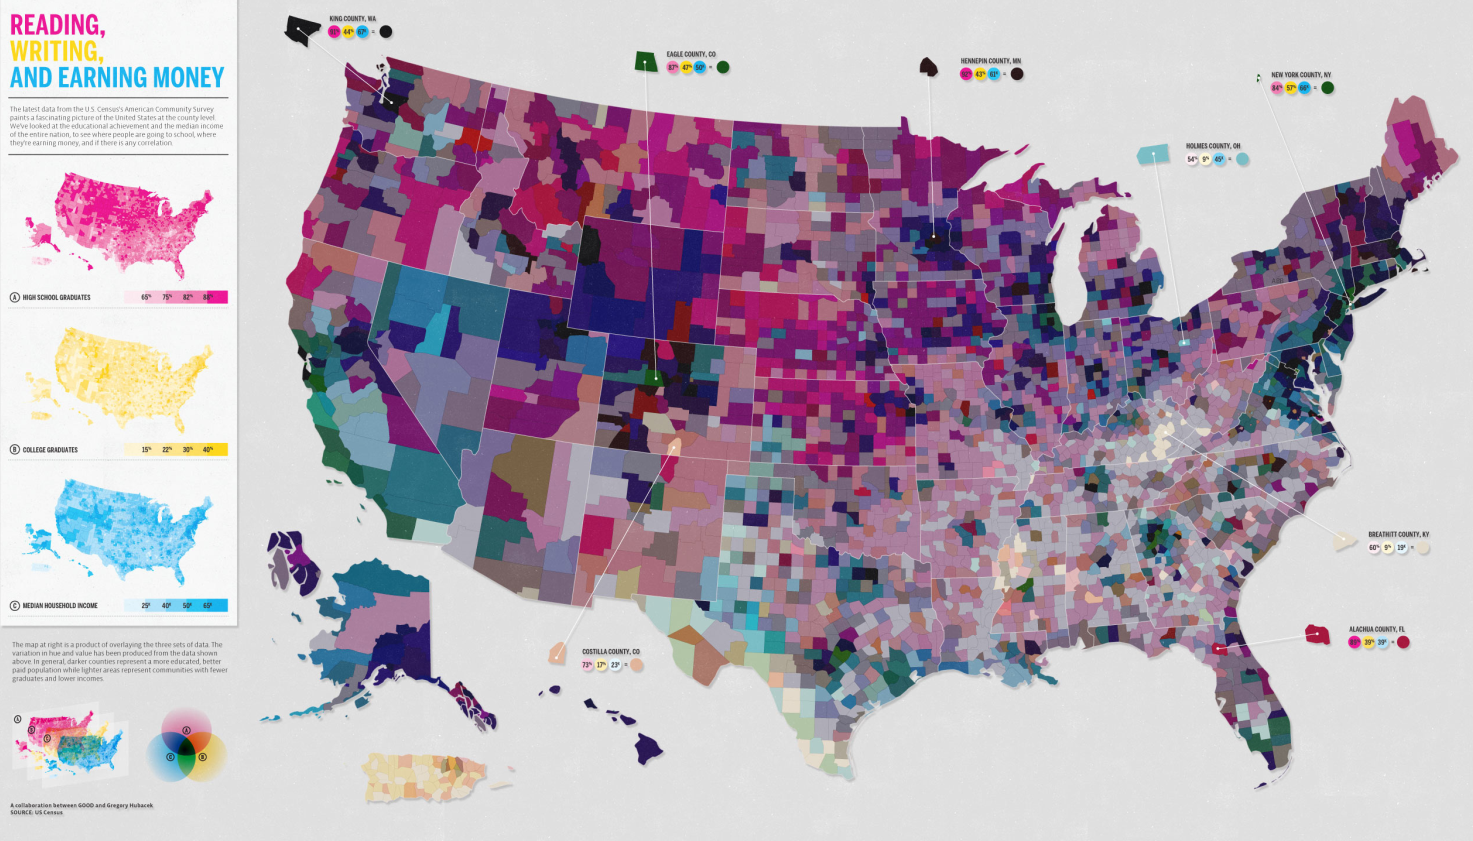 READING,
WRITING,
AND EARNING MONEY
The latest data from the U.S. Census's American Community Survey
paints a fascinating picture of the United States at the county level.
We've looked at the educational achievement and the median income
of the entire nation, to see where people are going to school, where
they're earning money, and if there is any correlation.
A HIGH SCHOOL GRADUATES 65% 75% 82% 88%
B COLLEGE GRADUATES 15% 22% 30% 40%
C MEDIAN HOUSEHOLD INCOME 25K 40K 50K 65K
The map at right is a product of overlaying the three sets of data. The
variation in hue and value has been produced from the data shown
above. In general, darker counties represent a more educated, better
paid population while lighter areas represent communities with fewer
graduates and lower incomes.
A
B
C
A
C B
A collaboration between GOOD and Gregory Hubacek
SOURCE: US Census
KING COUNTY, WA
44% 67K =
EAGLE COUNTY, CO
87% 47% 50K =
HENNEPIN COUNTY, MN
43% 61K =
NEW YORK COUNTY, NY
84% 57% =
HOLMES COUNTY, OH
54% 9% 45K =
BREATHITT COUNTY, KY
60% 9% 19K =
ALACHUA COUNTY, FL
39% 39K =
COSTILLA COUNTY, CO
73% 17% 23K =